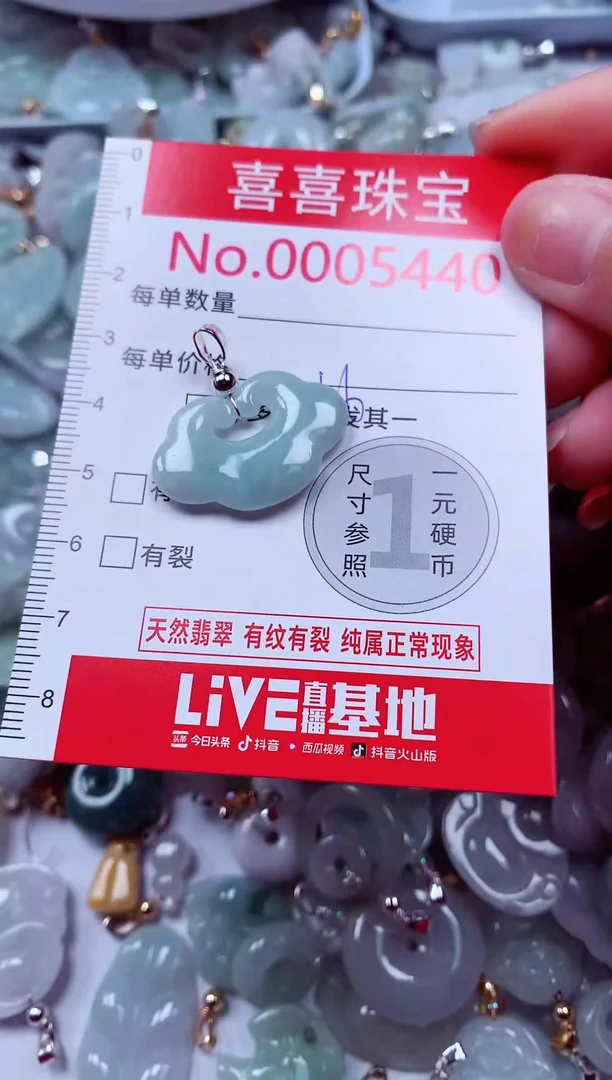 喜喜珠宝
No.0005440
每单数量
每单价格
发其一
有裂
0
1
2
3
4
5
6
7
8
尺寸参照
1
一元硬币
天然翡翠 有纹有裂 纯属正常现象
LiVE直播基地
头条 今日头条 抖音 西瓜视频 抖音火山版